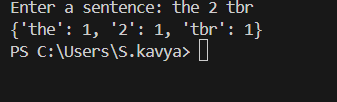 Enter a sentence: the 2 tbr
{'the': 1, '2': 1, 'tbr': 1}
PS C:\Users\S.kavya>